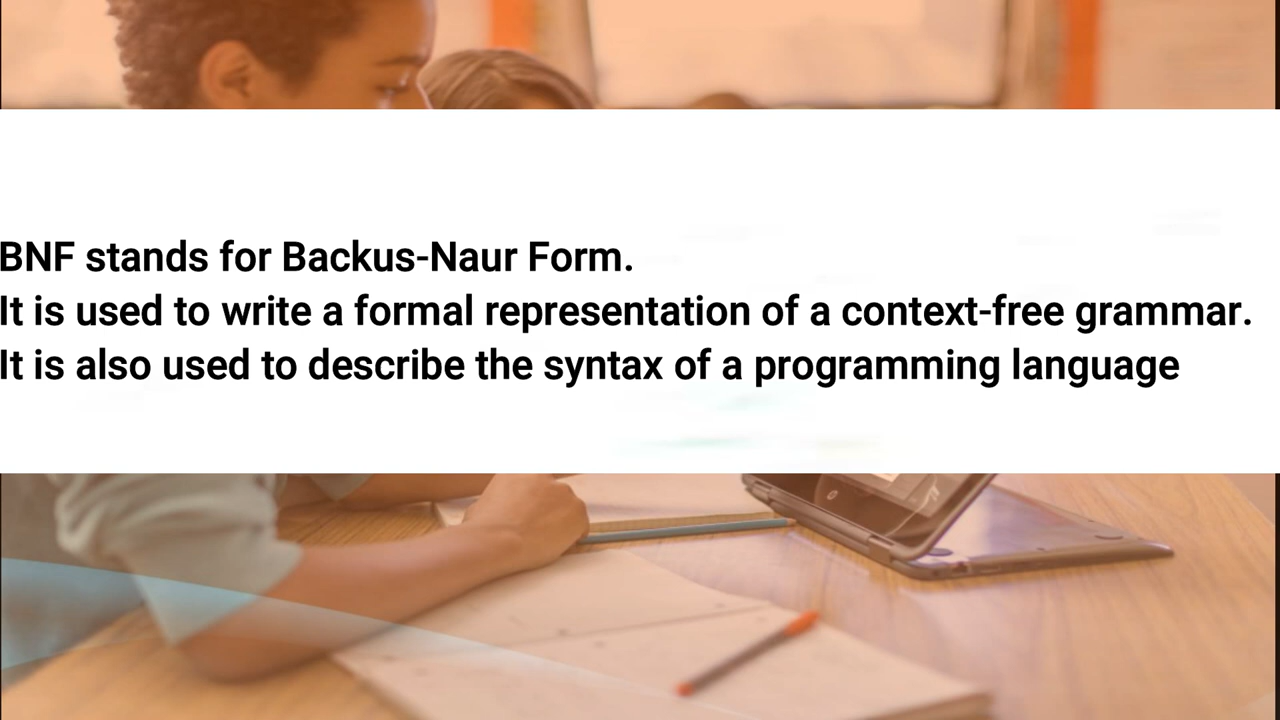 BNF stands for Backus-Naur Form.
It is used to write a formal representation of a context-free grammar.
It is also used to describe the syntax of a programming language